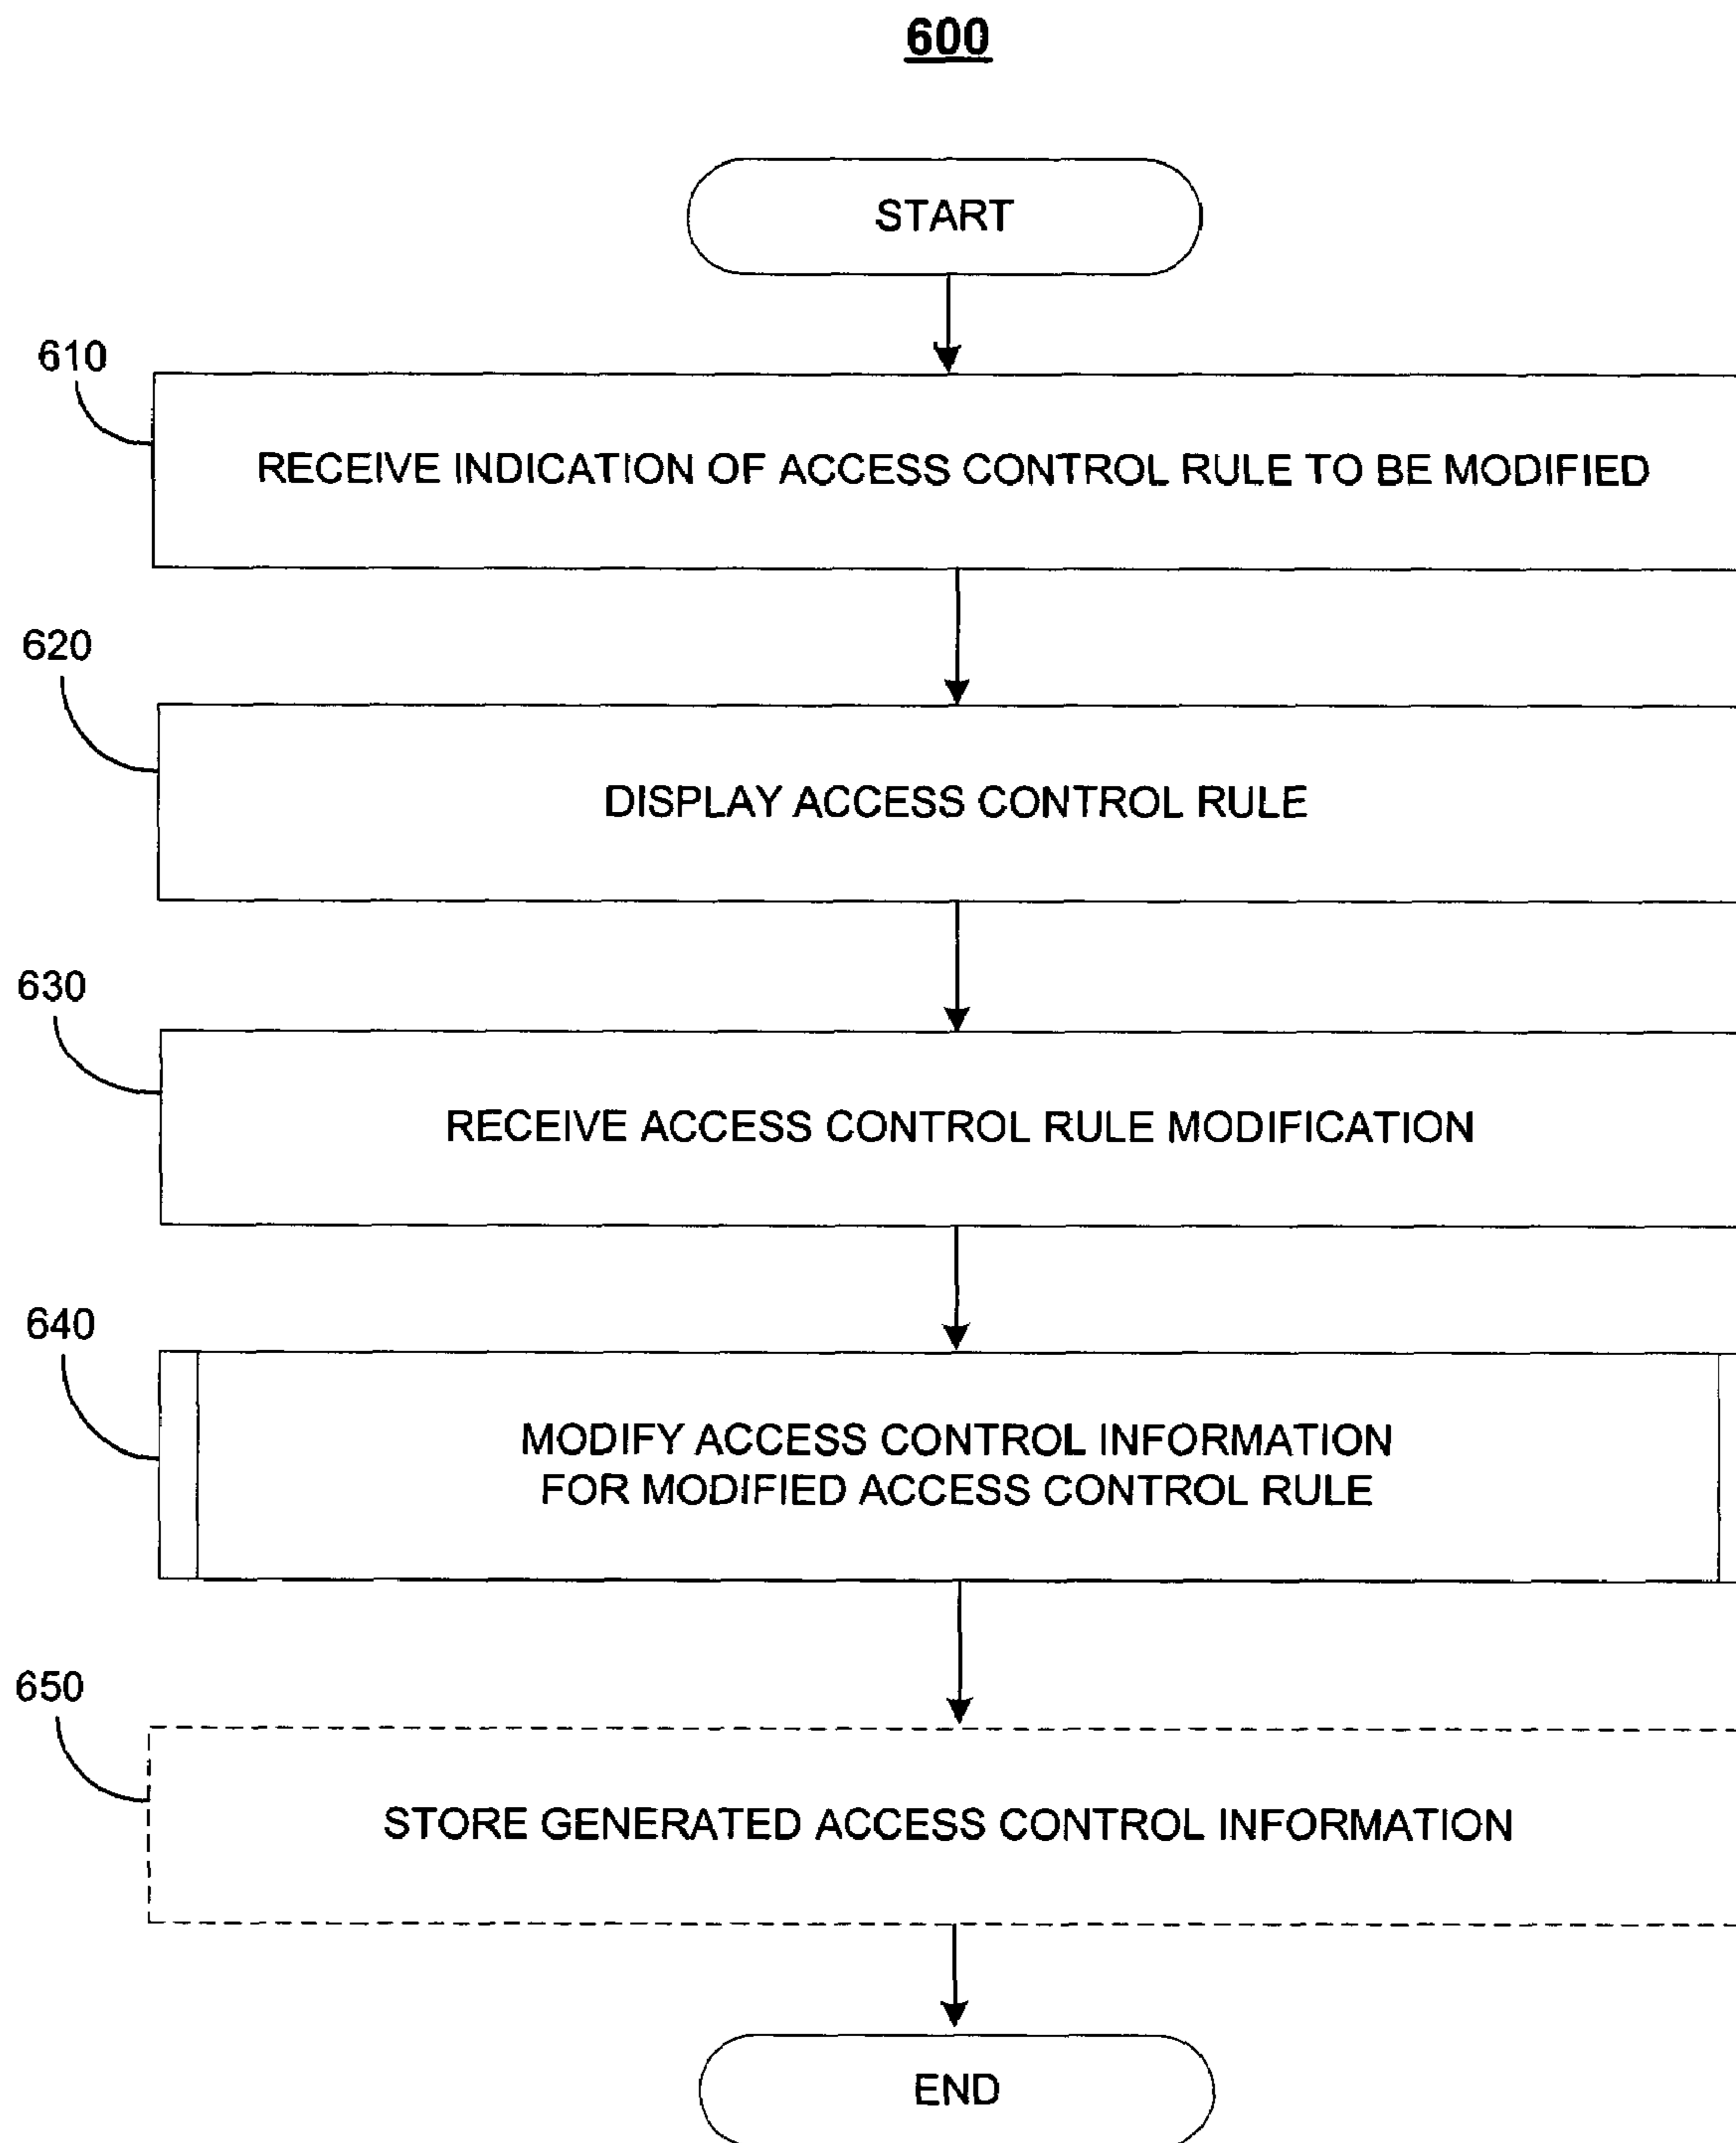 600
START
610
RECEIVE INDICATION OF ACCESS CONTROL RULE TO BE MODIFIED
620
DISPLAY ACCESS CONTROL RULE
630
RECEIVE ACCESS CONTROL RULE MODIFICATION
640
MODIFY ACCESS CONTROL INFORMATION
FOR MODIFIED ACCESS CONTROL RULE
650
STORE GENERATED ACCESS CONTROL INFORMATION
END